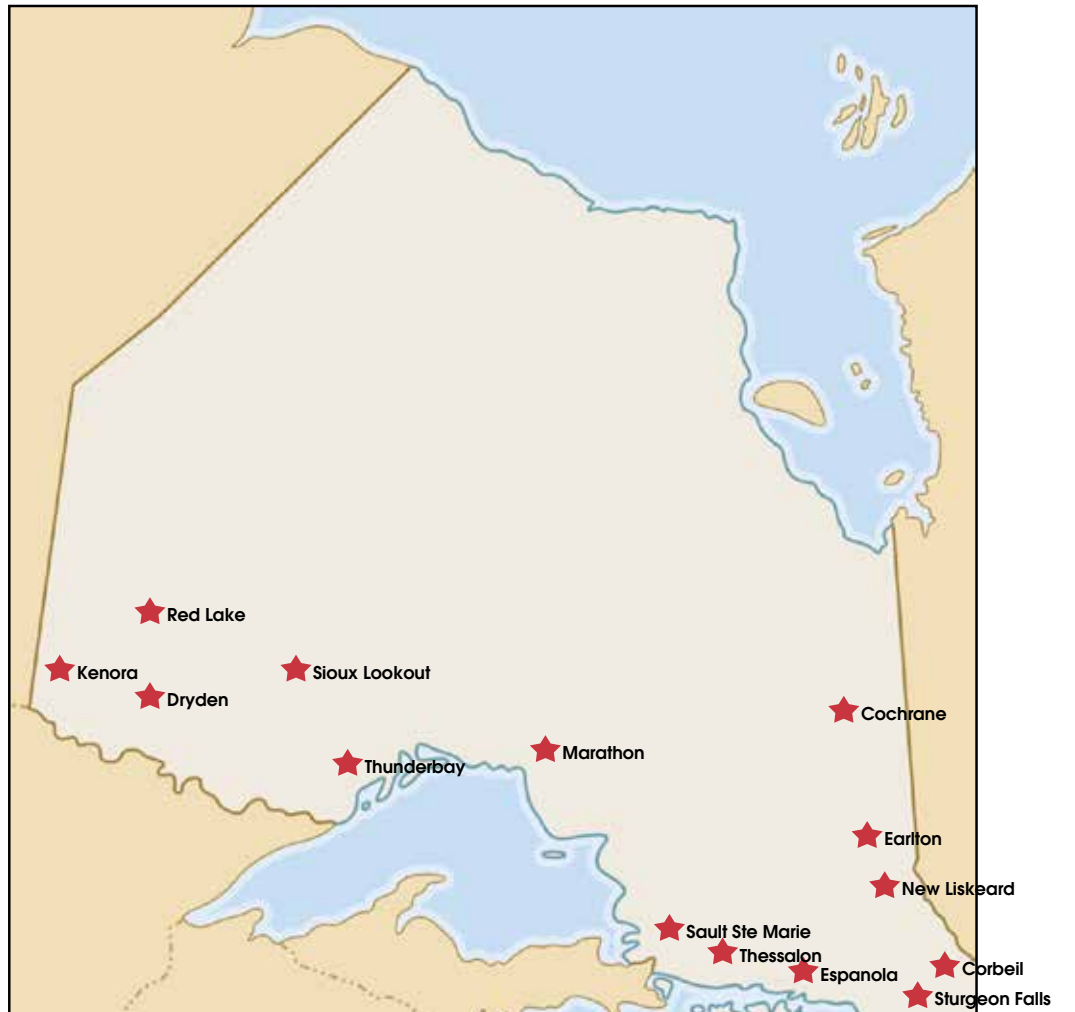 Red Lake
Kenora
Sioux Lookout
Dryden
Cochrane
Marathon
Thunderbay
Earlton
New Liskeard
Sault Ste Marie
Thessalon
Espanola
Corbeil
Sturgeon Falls